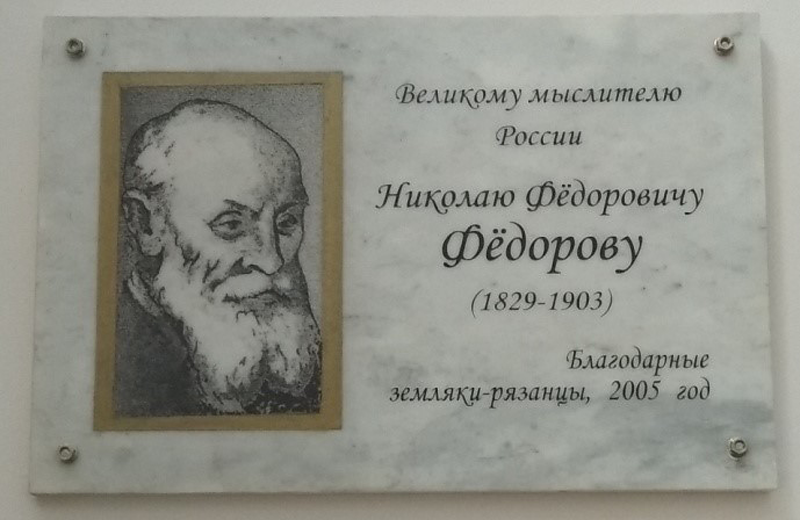 Великому мыслителю
России
Николаю Фёдоровичу
Фёдорову
(1829-1903)
Благодарные
земляки-рязанцы, 2005 год